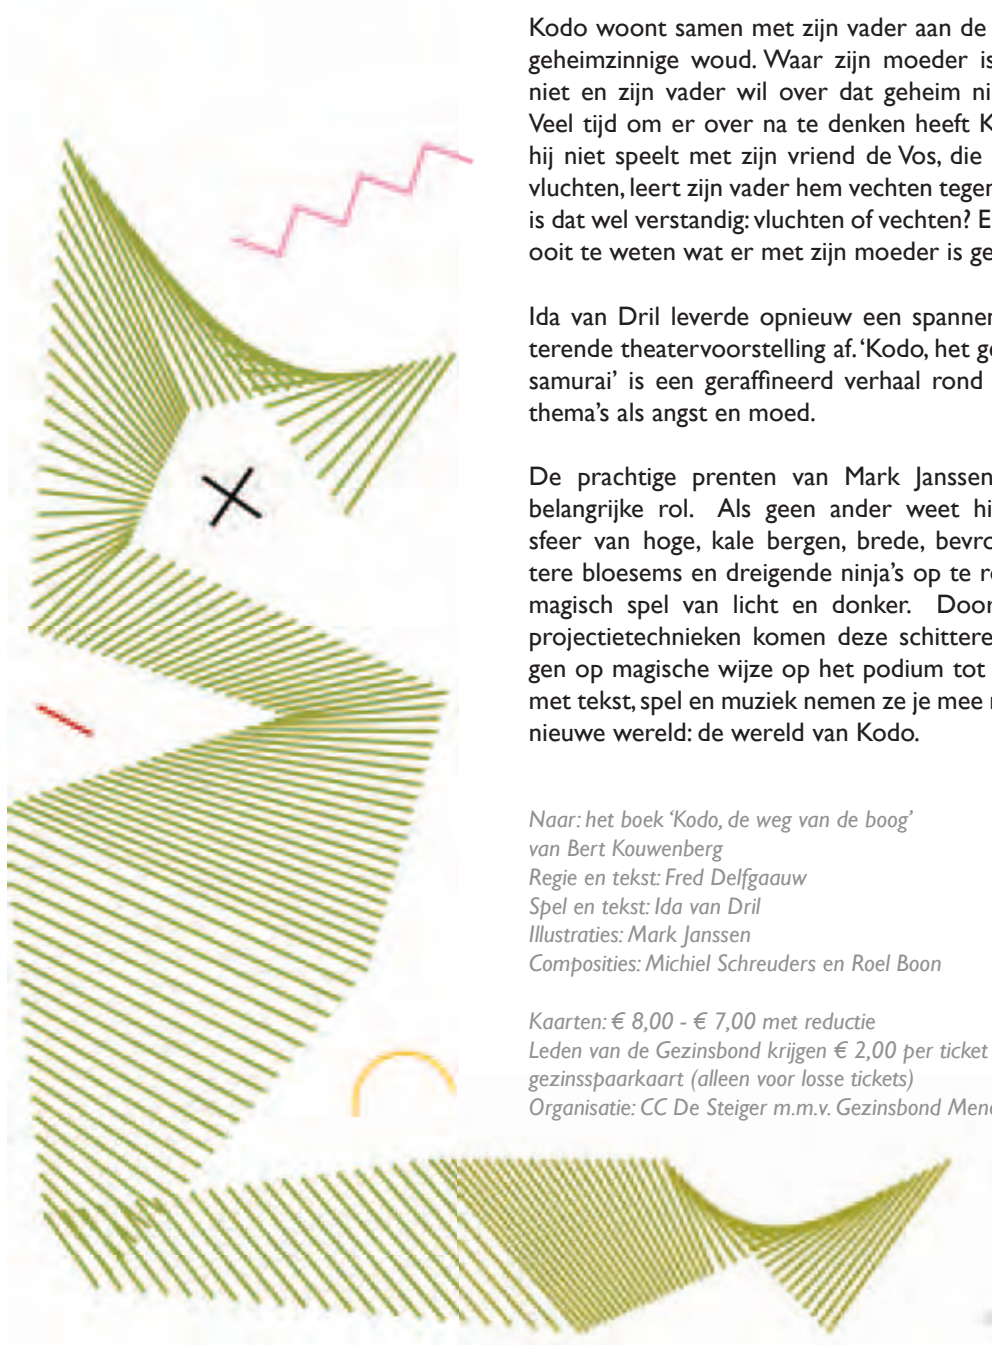 Kodo woont samen met zijn vader aan de
geheimzinnige woud. Waar zijn moeder is
niet en zijn vader wil over dat geheim ni
Veel tijd om er over na te denken heeft K
hij niet speelt met zijn vriend de Vos, die
vluchten, leert zijn vader hem vechten teger
is dat wel verstandig: vluchten of vechten? E
ooit te weten wat er met zijn moeder is ge
Ida van Dril leverde opnieuw een spanner
terende theatervoorstelling af. ‘Kodo, het ge
samurai’ is een geraffineerd verhaal rond
thema’s als angst en moed.
De prachtige prenten van Mark Janssen
belangrijke rol. Als geen ander weet hi
sfeer van hoge, kale bergen, brede, bevro
tere bloesems en dreigende ninja’s op te r
magisch spel van licht en donker. Door
projectietechnieken komen deze schittere
gen op magische wijze op het podium tot
met tekst, spel en muziek nemen ze je mee
nieuwe wereld: de wereld van Kodo.
Naar: het boek ‘Kodo, de weg van de boog’
van Bert Kouwenberg
Regie en tekst: Fred Delfgaauw
Spel en tekst: Ida van Dril
Illustraties: Mark Janssen
Composities: Michiel Schreuders en Roel Boon
Kaarten: € 8,00 - € 7,00 met reductie
Leden van de Gezinsbond krijgen € 2,00 per ticket
gezinsspaarkaart (alleen voor losse tickets)
Organisatie: CC De Steiger m.m.v. Gezinsbond Mene